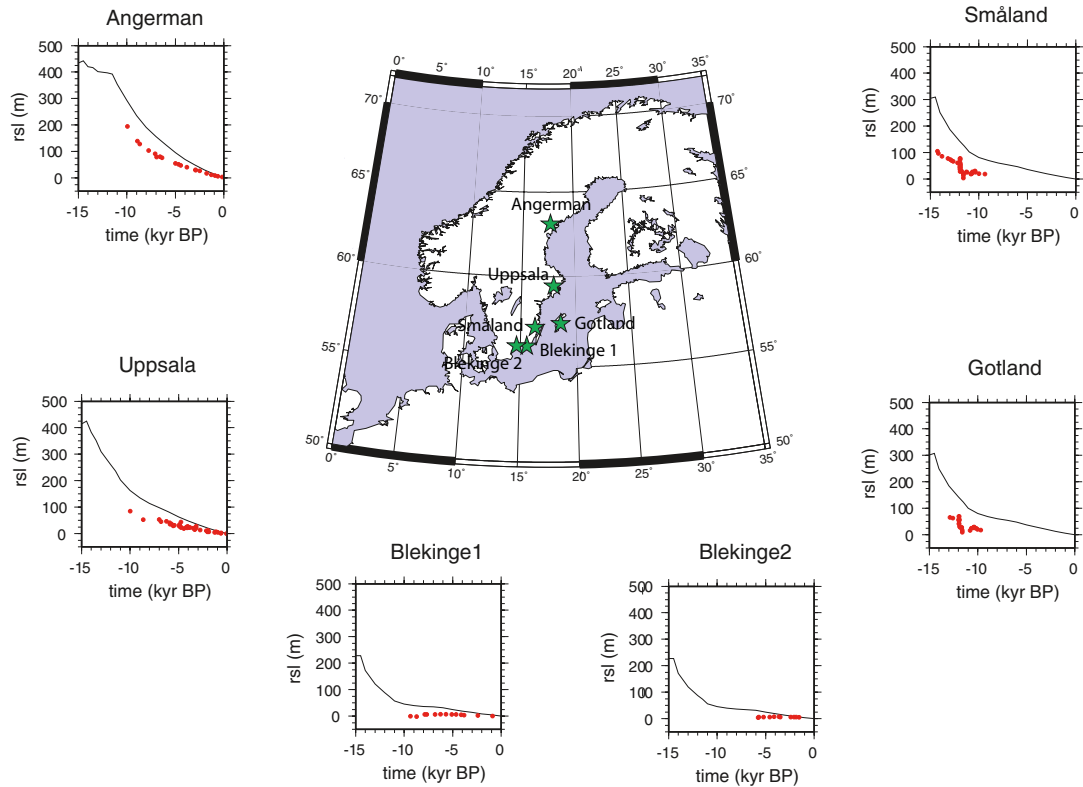 Angerman
500
400
300
200
100
0
rsl (m)
-15 -10 -5 0
time (kyr BP)
Småland
500
400
300
200
100
0
rsl (m)
-15 -10 -5 0
time (kyr BP)
0° 5° 10° 15° 20° 25° 30° 35°
70° 70°
65° 65°
60° 60°
55° 55°
50° 50°
0° 5° 10° 15° 20° 25° 30° 35°
Angerman
Uppsala
Småland
Gotland
Blekinge 1
Blekinge 2
Uppsala
500
400
300
200
100
0
rsl (m)
-15 -10 -5 0
time (kyr BP)
Gotland
500
400
300
200
100
0
rsl (m)
-15 -10 -5 0
time (kyr BP)
Blekinge1
500
400
300
200
100
0
rsl (m)
-15 -10 -5 0
time (kyr BP)
Blekinge2
500
400
300
200
100
0
rsl (m)
-15 -10 -5 0
time (kyr BP)